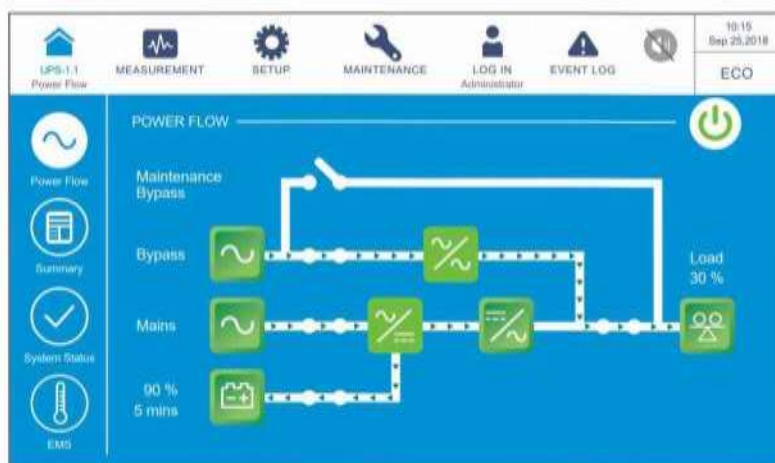 UPS-1.1
Power Flow
MEASUREMENT
SETUP
MAINTENANCE
LOG IN
Administrator
EVENT LOG
10:15
Sep 25,2018
ECO
POWER FLOW
Power Flow
Summary
System Status
EMS
Maintenance
Bypass
Bypass
Mains
90 %
5 mins
Load
30 %